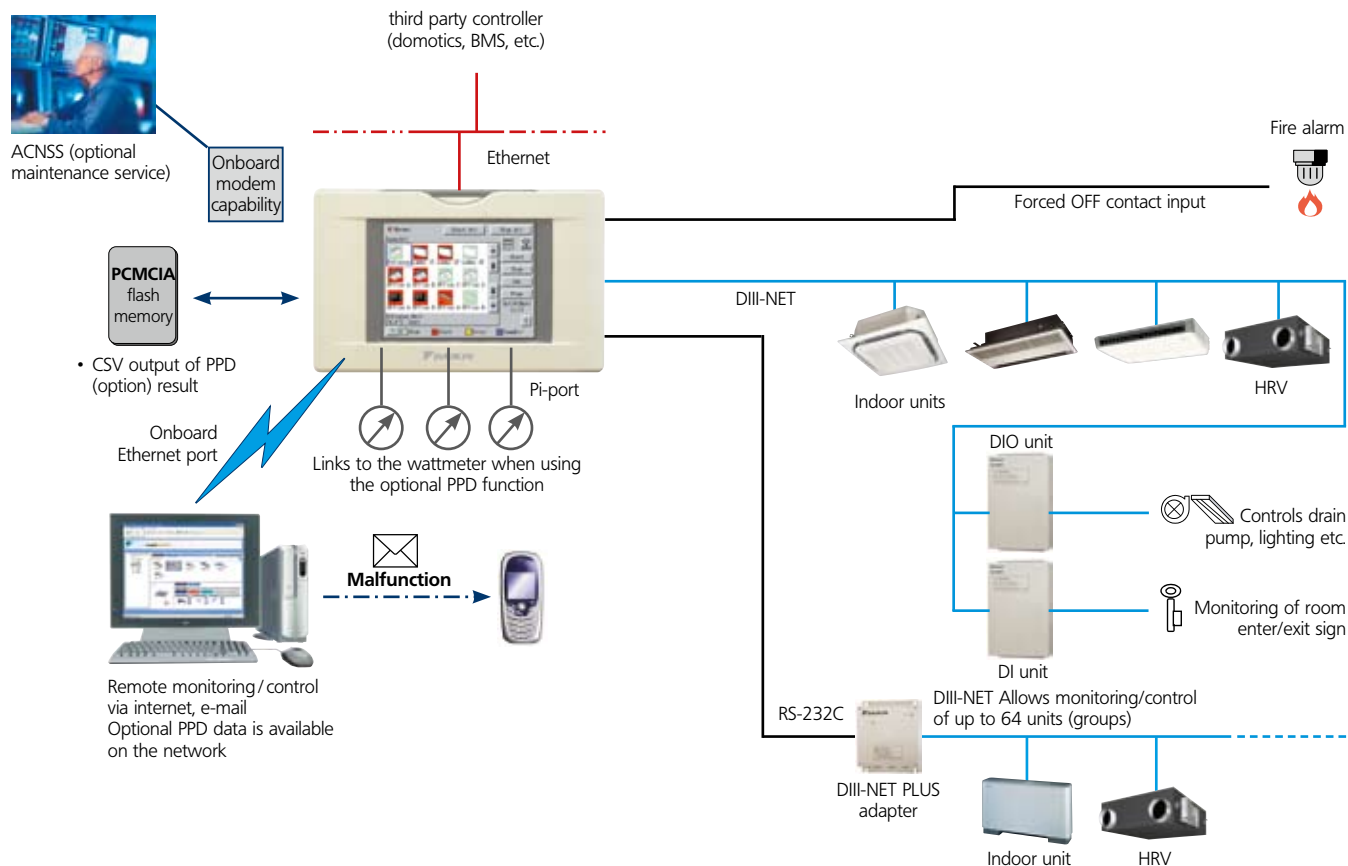 third party controller
(domotics, BMS, etc.)
ACNSS (optional
maintenance service)
Onboard
modem
capability
Ethernet
Fire alarm
Forced OFF contact input
PCMCIA
flash
memory
• CSV output of PPD
(option) result
DIII-NET
Indoor units
HRV
DAIKIN
Pi-port
Onboard
Ethernet port
Links to the wattmeter when using
the optional PPD function
DIO unit
Controls drain
pump, lighting etc.
Malfunction
Monitoring of room
enter/exit sign
DI unit
Remote monitoring/control
via internet, e-mail
Optional PPD data is available
on the network
RS-232C
DIII-NET Allows monitoring/control
of up to 64 units (groups)
DIII-NET PLUS
adapter
Indoor unit
HRV